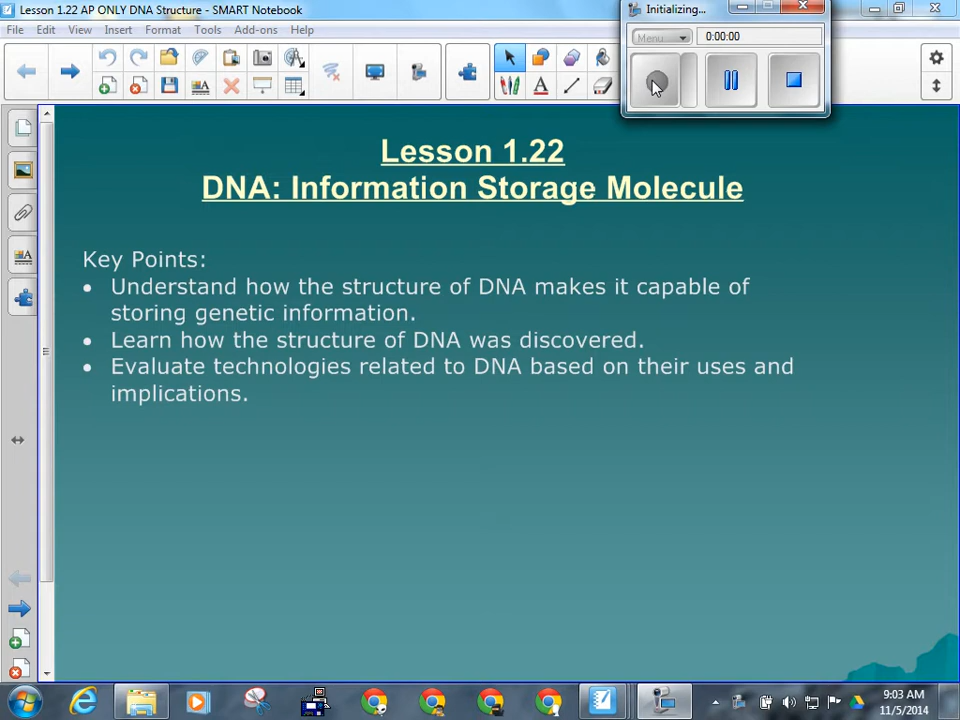 Lesson 1.22 AP ONLY DNA Structure - SMART Notebook
Initializing...
File Edit View Insert Format Tools Add-ons Help
Menu 0:00:00
Lesson 1.22
DNA: Information Storage Molecule
Key Points:
• Understand how the structure of DNA makes it capable of
storing genetic information.
• Learn how the structure of DNA was discovered.
• Evaluate technologies related to DNA based on their uses and
implications.
9:03 AM
11/5/2014